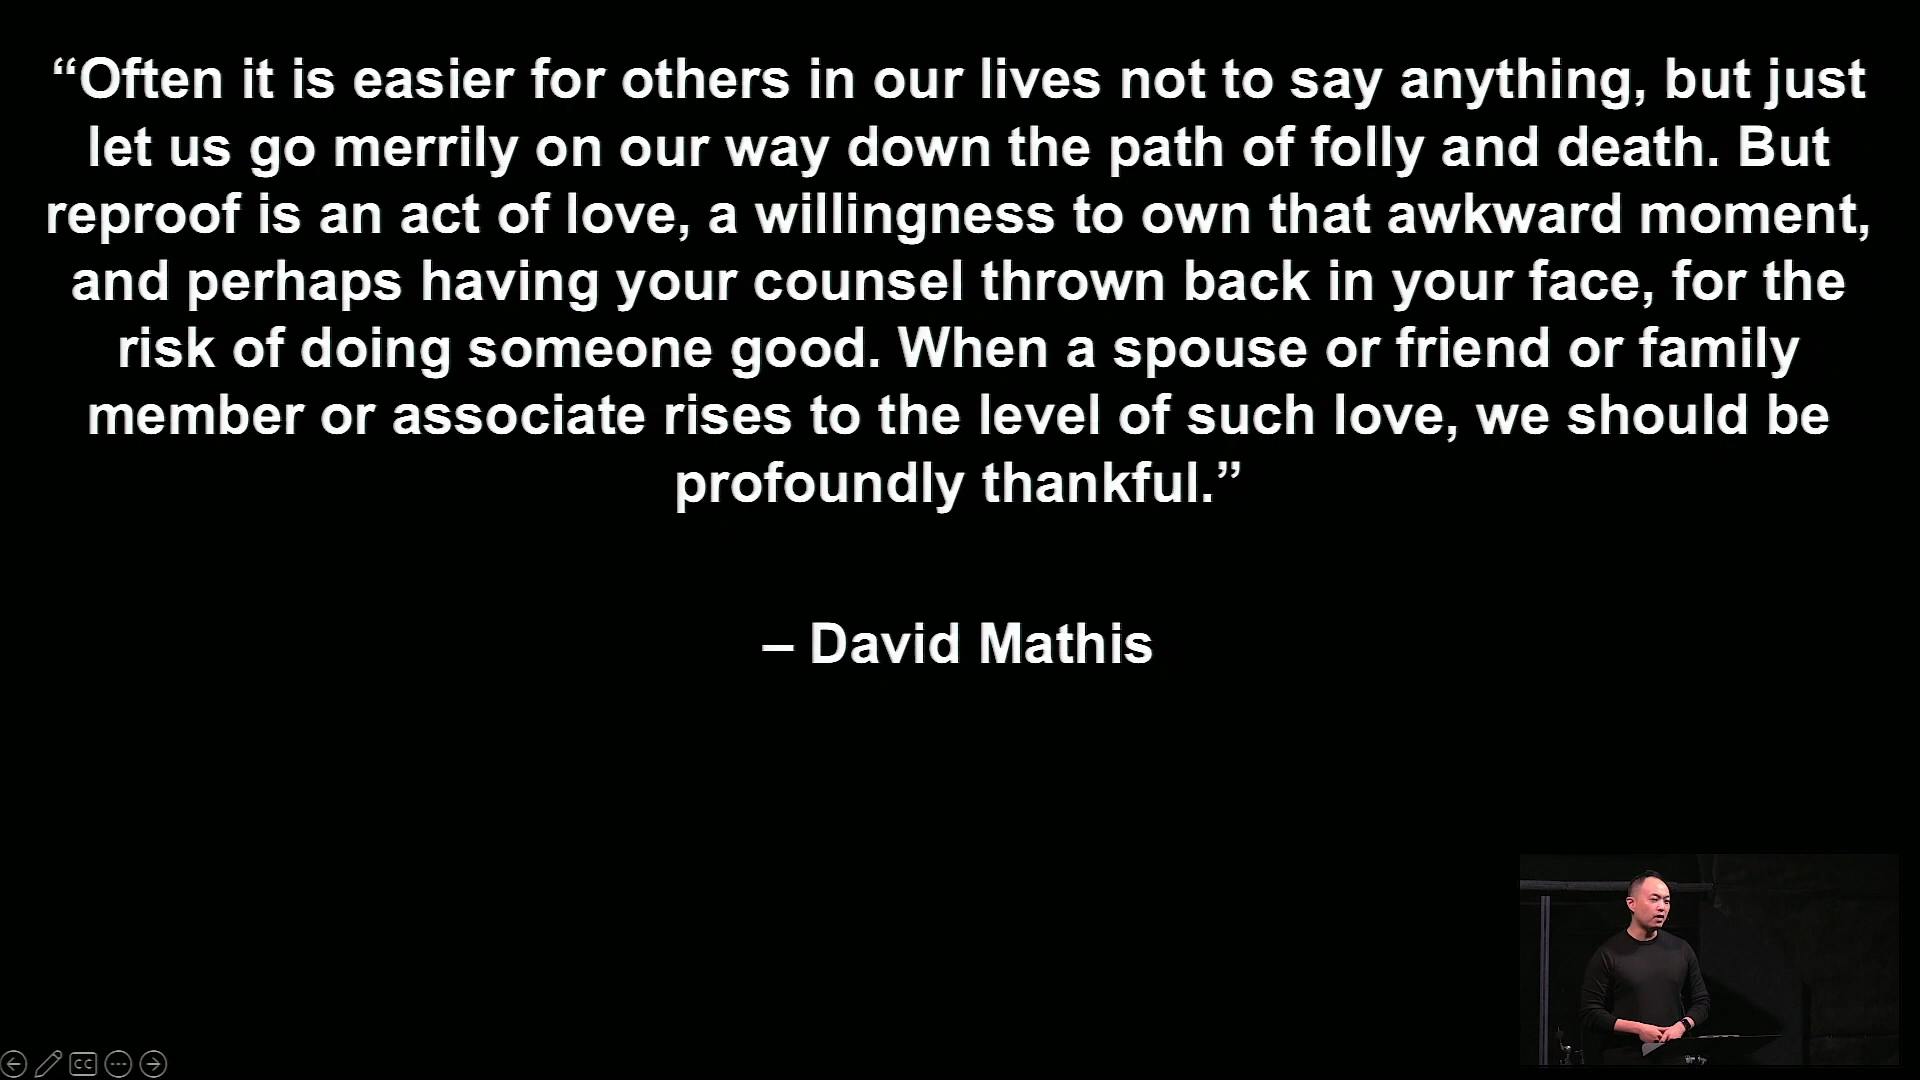 “Often it is easier for others in our lives not to say anything, but just
let us go merrily on our way down the path of folly and death. But
reproof is an act of love, a willingness to own that awkward moment,
and perhaps having your counsel thrown back in your face, for the
risk of doing someone good. When a spouse or friend or family
member or associate rises to the level of such love, we should be
profoundly thankful.”
– David Mathis
CC